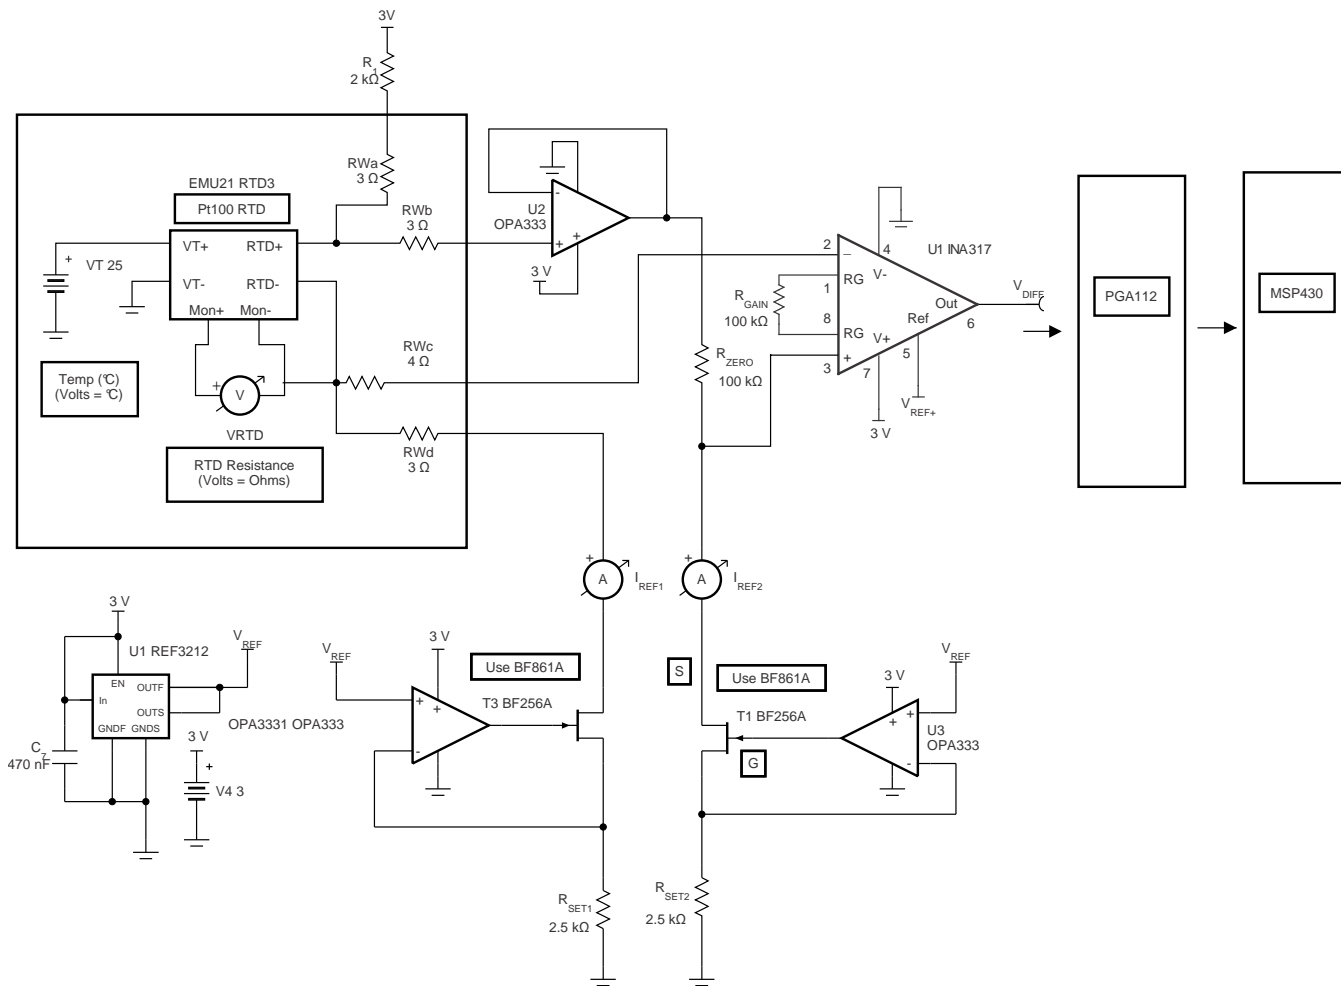 3V
R1
2 kΩ
RWa
3 Ω
EMU21 RTD3
Pt100 RTD
RWb
3 Ω
VT+
RTD+
VT-
RTD-
Mon+
Mon-
+
VT 25
Temp (°C)
(Volts = °C)
+
V
VRTD
RTD Resistance
(Volts = Ohms)
RWc
4 Ω
RWd
3 Ω
U2
OPA333
-
+
+
3 V
2
4
U1 INA317
−
RG
V-
1
RGAIN
100 kΩ
8
RG
V+
Out
6
Ref
5
+
3
7
VREF+
3 V
VDIFF
PGA112
MSP430
RZERO
100 kΩ
+
A
IREF1
+
A
IREF2
3 V
U1 REF3212
VREF
EN
OUTF
In
OUTS
GNDF
GNDS
C7
470 nF
3 V
+
V4 3
OPA3331 OPA333
VREF
3 V
+
+
-
Use BF861A
T3 BF256A
S
Use BF861A
T1 BF256A
G
3 V
VREF
+
+
-
U3
OPA333
RSET1
2.5 kΩ
RSET2
2.5 kΩ